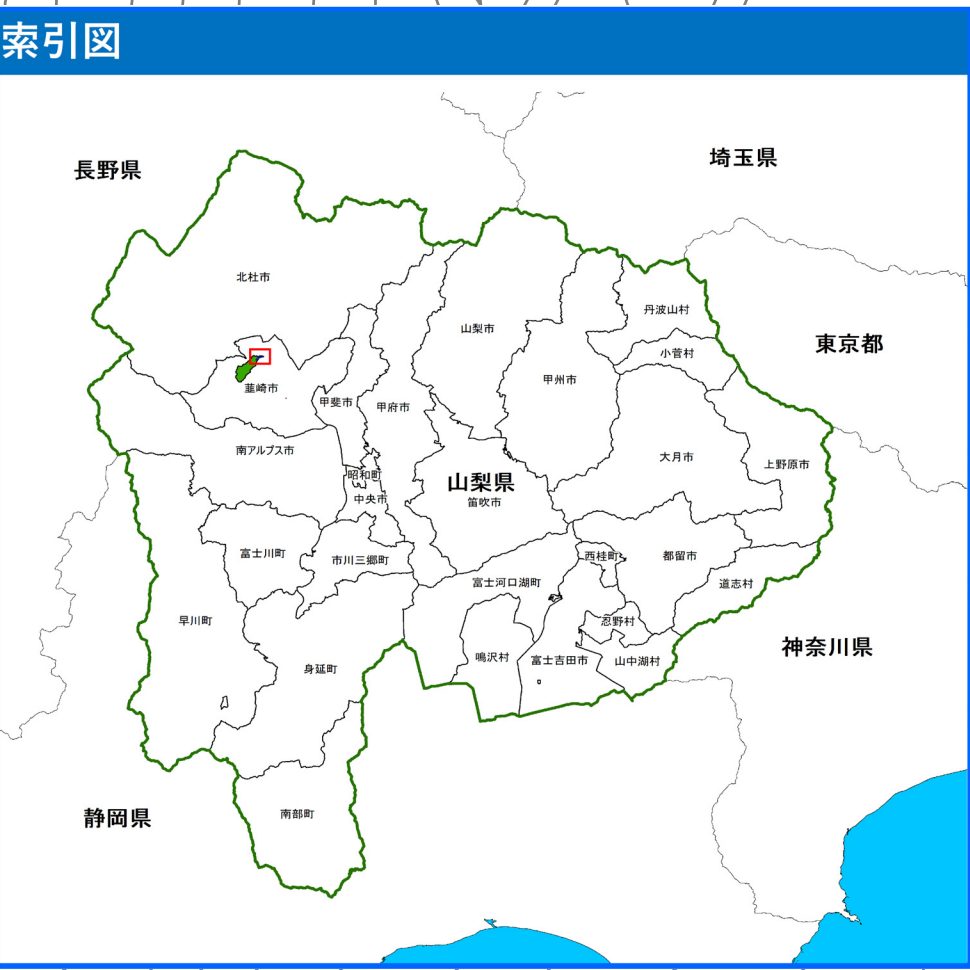 索引図
埼玉県
長野県
北杜市
丹波山村
山梨市
東京都
小菅村
甲州市
韮崎市
甲斐市
甲府市
南アルプス市
大月市
上野原市
昭和町
山梨県
中央市
笛吹市
富士川町
市川三郷町
西桂町
都留市
富士河口湖町
道志村
早川町
忍野村
神奈川県
鳴沢村
富士吉田市
山中湖村
身延町
南部町
静岡県